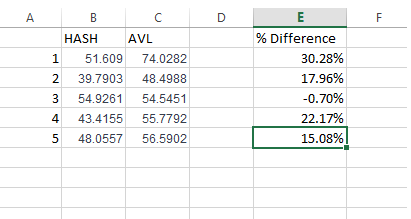 A B C D E F
HASH AVL % Difference
1 51.609 74.0282 30.28%
2 39.7903 48.4988 17.96%
3 54.9261 54.5451 -0.70%
4 43.4155 55.7792 22.17%
5 48.0557 56.5902 15.08%